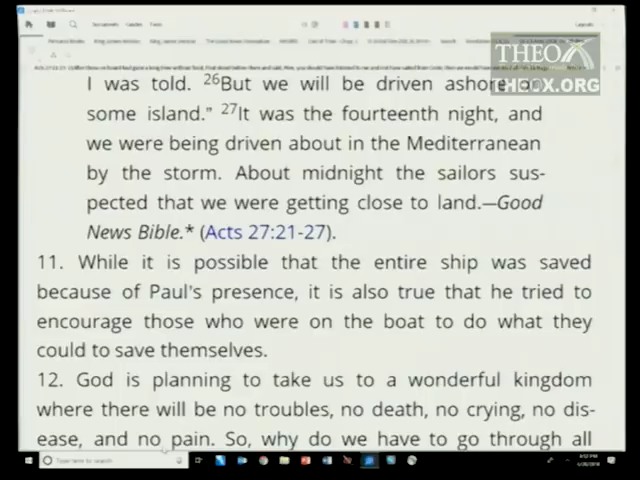 THEOX
THEOX.ORG
I was told. 26But we will be driven ashore on
some island.” 27It was the fourteenth night, and
we were being driven about in the Mediterranean
by the storm. About midnight the sailors sus-
pected that we were getting close to land.—Good
News Bible.* (Acts 27:21-27).
11. While it is possible that the entire ship was saved
because of Paul's presence, it is also true that he tried to
encourage those who were on the boat to do what they
could to save themselves.
12. God is planning to take us to a wonderful kingdom
where there will be no troubles, no death, no crying, no dis-
ease, and no pain. So, why do we have to go through all
Type here to search